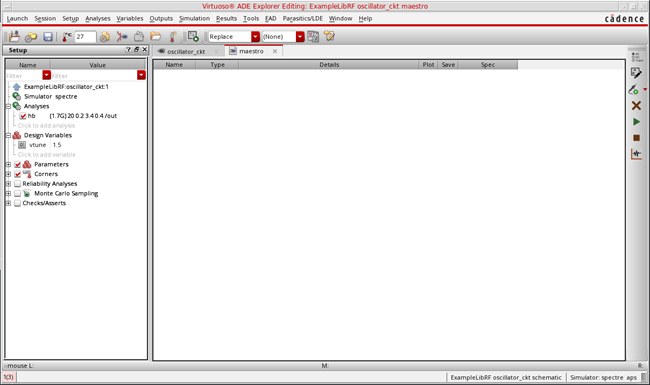 Virtuoso® ADE Explorer Editing: ExampleLibRF oscillator_ckt maestro
Launch Session Setup Analyses Variables Outputs Simulation Results Tools EAD Parasitics/LDE Window Help cādence
27 Replace (None)
Setup oscillator_ckt maestro
Name Value Name Type Details Plot Save Spec
Filter Filter
ExampleLibRF:oscillator_ckt:1
Simulator spectre
Analyses
hb (1.7G) 20 0.2 3.4 0.4 /out
Click to add analysis
Design Variables
vtune 1.5
Click to add variable
Parameters
Corners
Reliability Analyses
Monte Carlo Sampling
Checks/Asserts
mouse L: M: R:
1(3) ExampleLibRF oscillator_ckt schematic Simulator: spectre aps